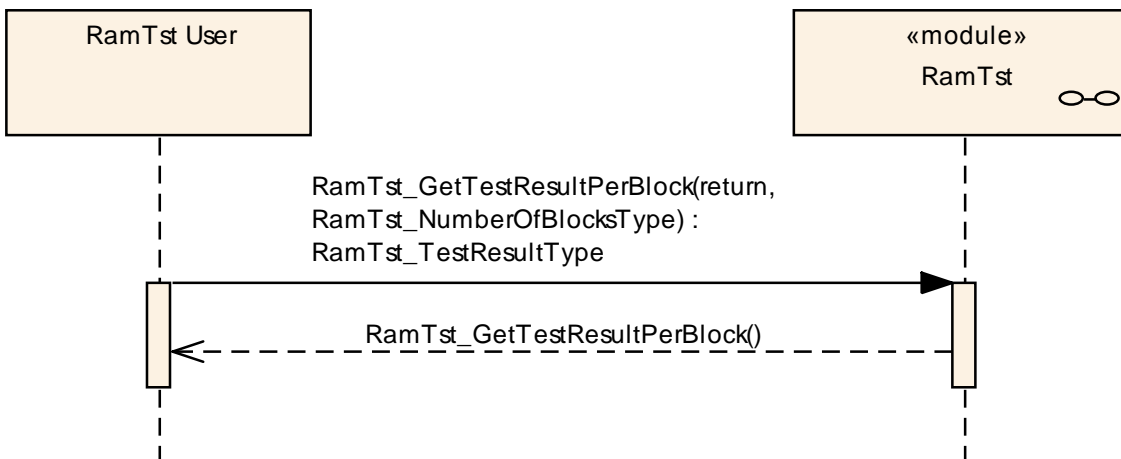 RamTst User
«module»
RamTst
RamTst_GetTestResultPerBlock(return,
RamTst_NumberOfBlocksType) :
RamTst_TestResultType
RamTst_GetTestResultPerBlock()